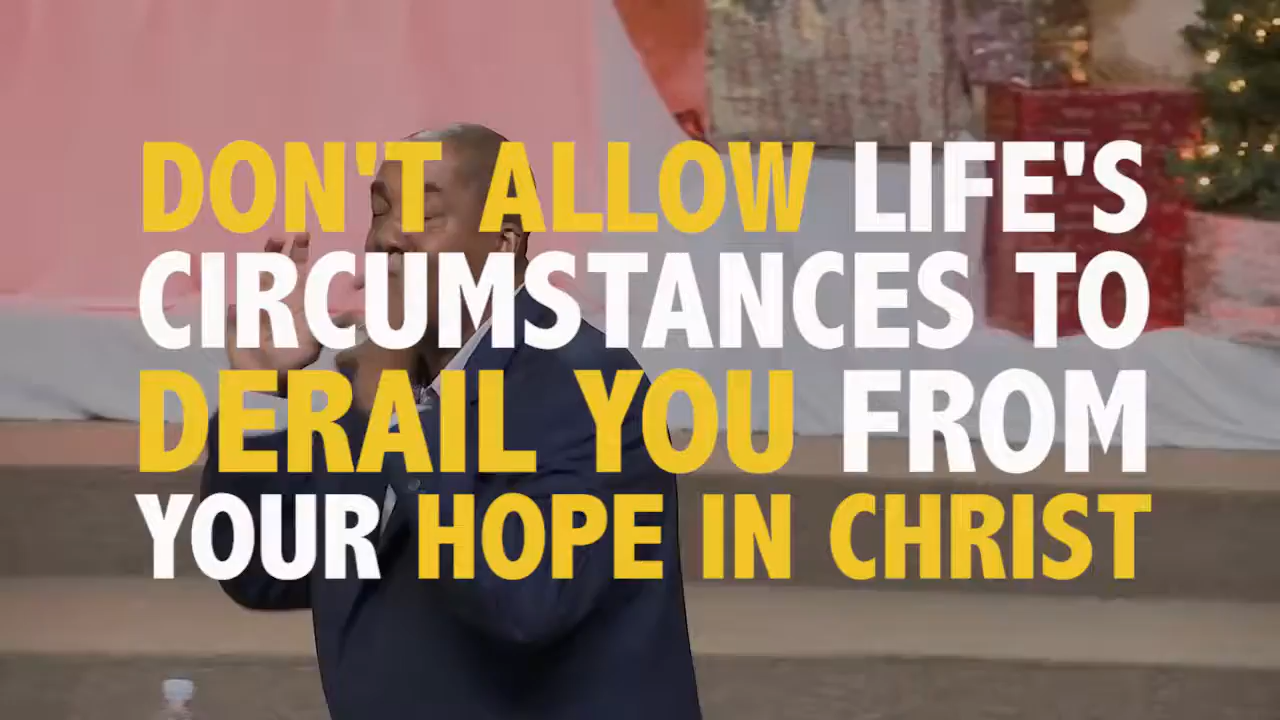 DON'T ALLOW LIFE'S
CIRCUMSTANCES TO
DERAIL YOU FROM
YOUR HOPE IN CHRIST